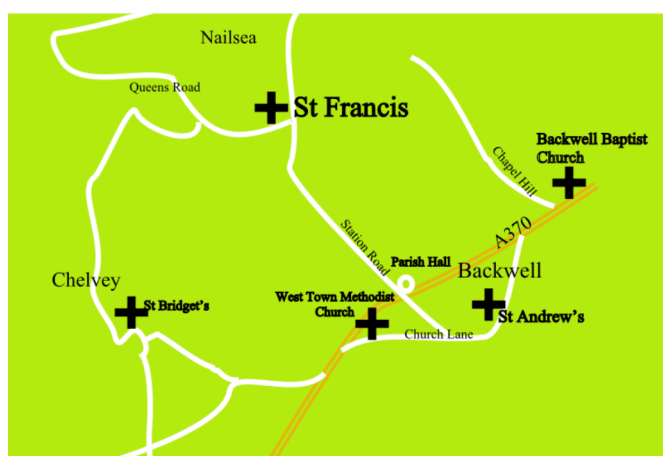 Nailsea
Queens Road
St Francis
Backwell Baptist
Church
Chapel Hill
A370
Station Road
Parish Hall
Backwell
Chelvey
St Bridget's
West Town Methodist
Church
St Andrew's
Church Lane